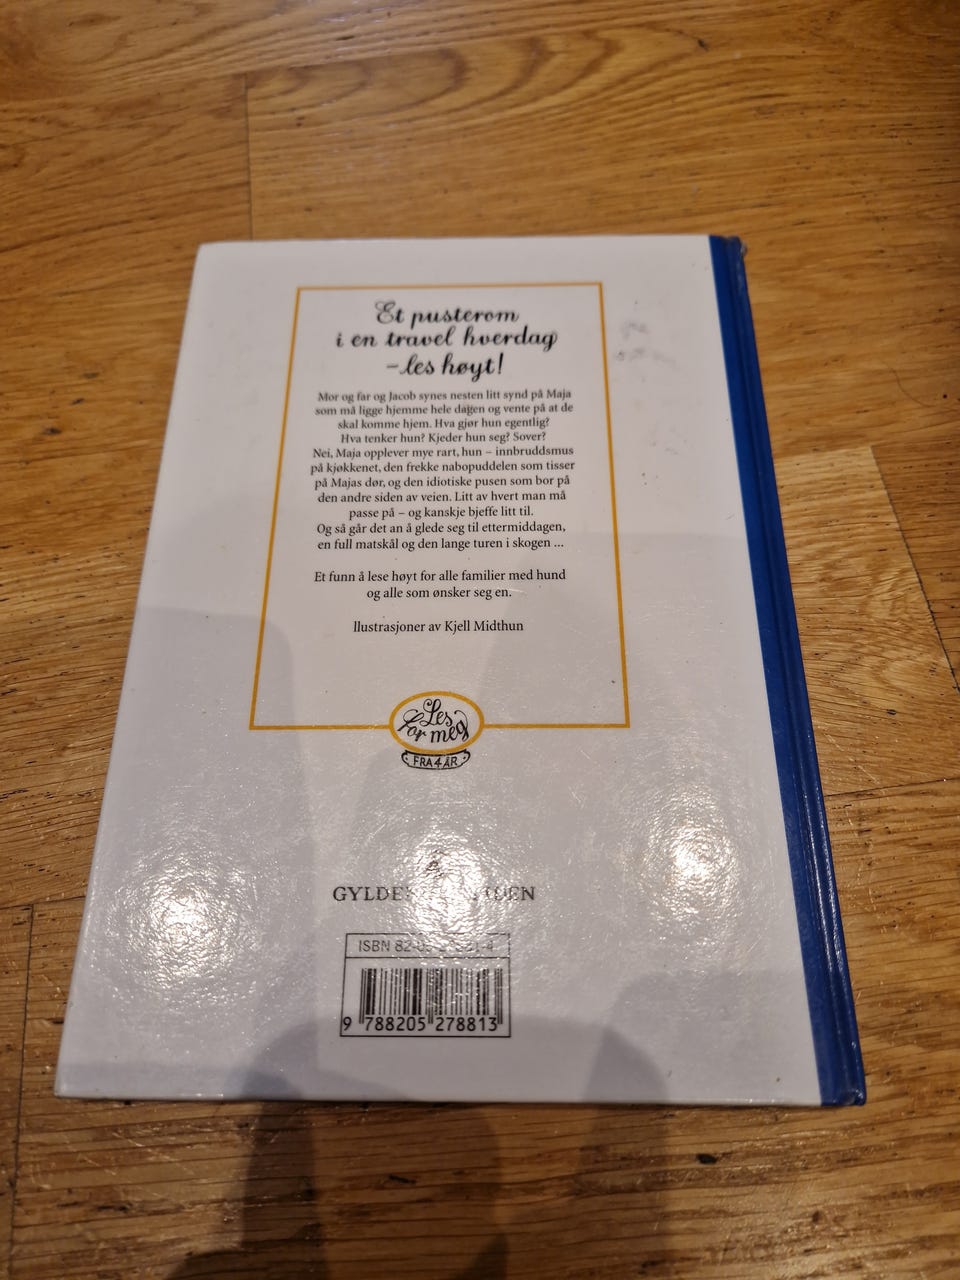 Et pusterom
i en travel hverdag
–les høyt!
Mor og far og Jacob synes nesten litt synd på Maja
som må ligge hjemme hele dagen og vente på at de
skal komme hjem. Hva gjør hun egentlig?
Hva tenker hun? Kjeder hun seg? Sover?
Nei, Maja opplever mye rart, hun – innbruddsmus
på kjøkkenet, den frekke nabopuddelen som tisser
på Majas dør, og den idiotiske pusen som bor på
den andre siden av veien. Litt av hvert man må
passe på – og kanskje bjeffe litt til.
Og så går det an å glede seg til ettermiddagen,
en full matskål og den lange turen i skogen ...
Et funn å lese høyt for alle familier med hund
og alle som ønsker seg en.
llustrasjoner av Kjell Midthun
Les
for meg
FRA 4 ÅR
ISBN
9 788205 278813